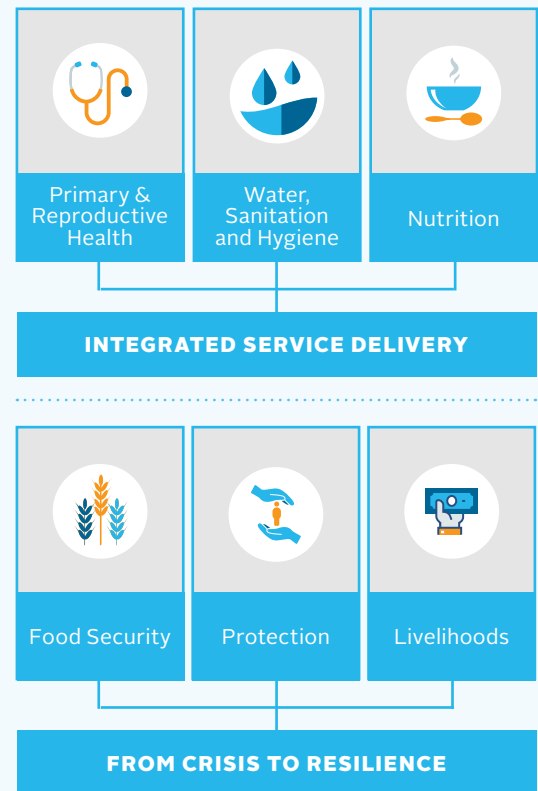 Primary &
Reproductive
Health
Water,
Sanitation
and Hygiene
Nutrition
INTEGRATED SERVICE DELIVERY
Food Security
Protection
Livelihoods
FROM CRISIS TO RESILIENCE